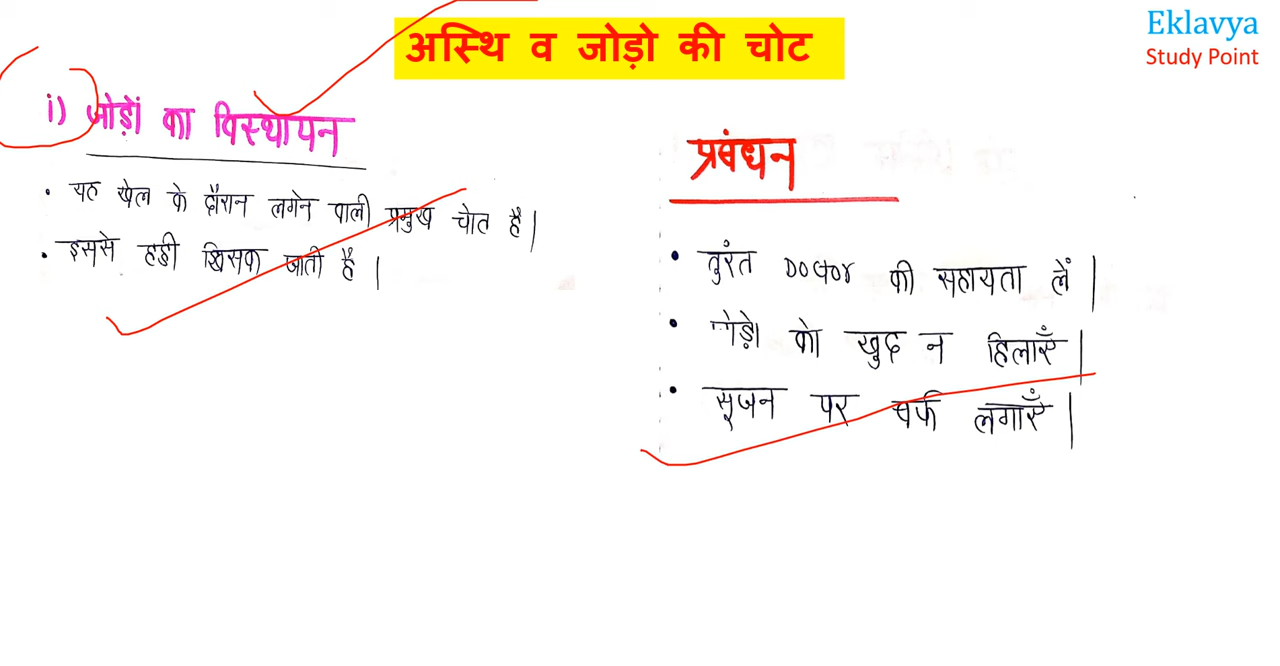 अस्थि व जोड़ो की चोट
Eklavya
Study Point
i) जोड़ों का विस्थापन
• यह खेल के दौरान लगने वाली प्रमुख चोत है|
• इससे हड्डी खिसक जाती है|
प्रबंधन
• तुरंत Doctor की सहायता लें|
• जोड़ो को खुद न हिलाएँ|
• सूजन पर बर्फ लगाएँ|